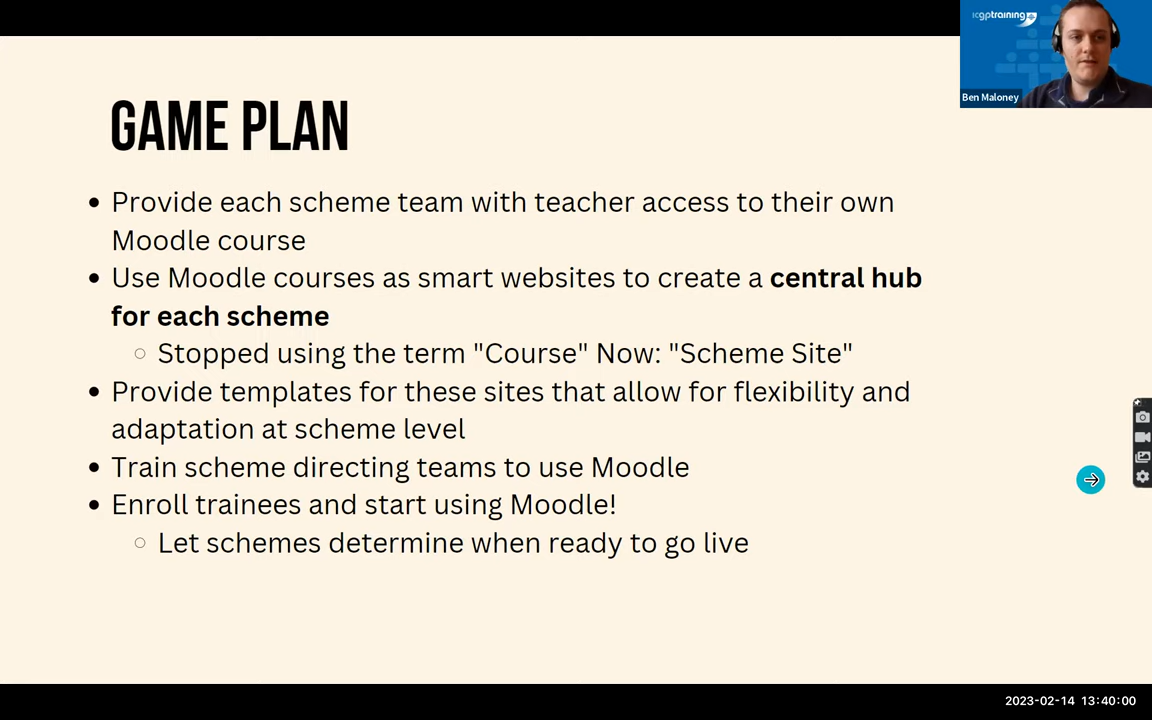 icgptraining
Ben Maloney
GAME PLAN
• Provide each scheme team with teacher access to their own
Moodle course
• Use Moodle courses as smart websites to create a central hub
for each scheme
○ Stopped using the term "Course" Now: "Scheme Site"
• Provide templates for these sites that allow for flexibility and
adaptation at scheme level
• Train scheme directing teams to use Moodle
• Enroll trainees and start using Moodle!
○ Let schemes determine when ready to go live
2023-02-14 13:40:00